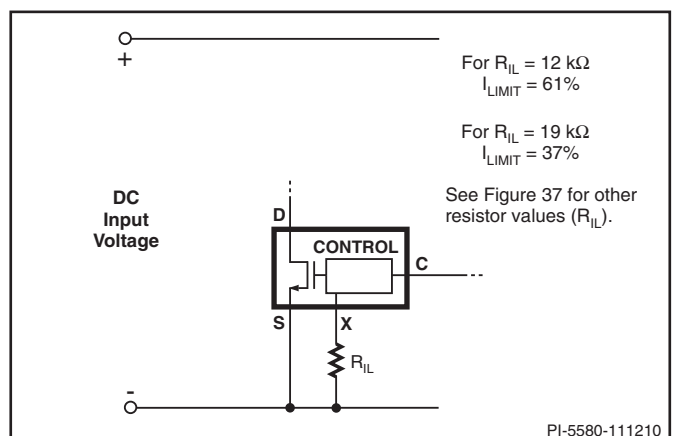 +
For R_IL = 12 kΩ
I_LIMIT = 61%
For R_IL = 19 kΩ
I_LIMIT = 37%
See Figure 37 for other
resistor values (R_IL).
DC
Input
Voltage
D
CONTROL
C
S
X
R_IL
-
PI-5580-111210